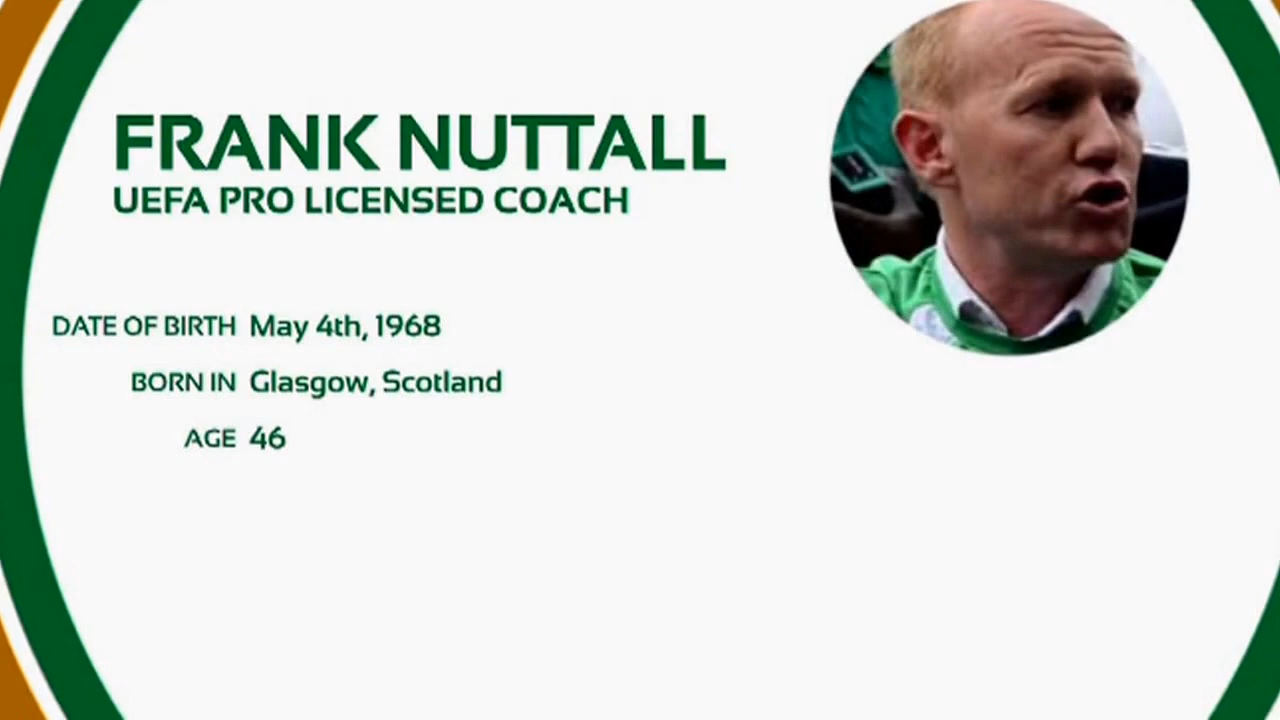 FRANK NUTTALL
UEFA PRO LICENSED COACH
DATE OF BIRTH May 4th, 1968
BORN IN Glasgow, Scotland
AGE 46